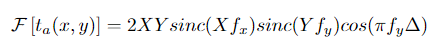 ℱ [t_a(x, y)] = 2XY sinc(Xf_x) sinc(Yf_y) cos(πf_yΔ)